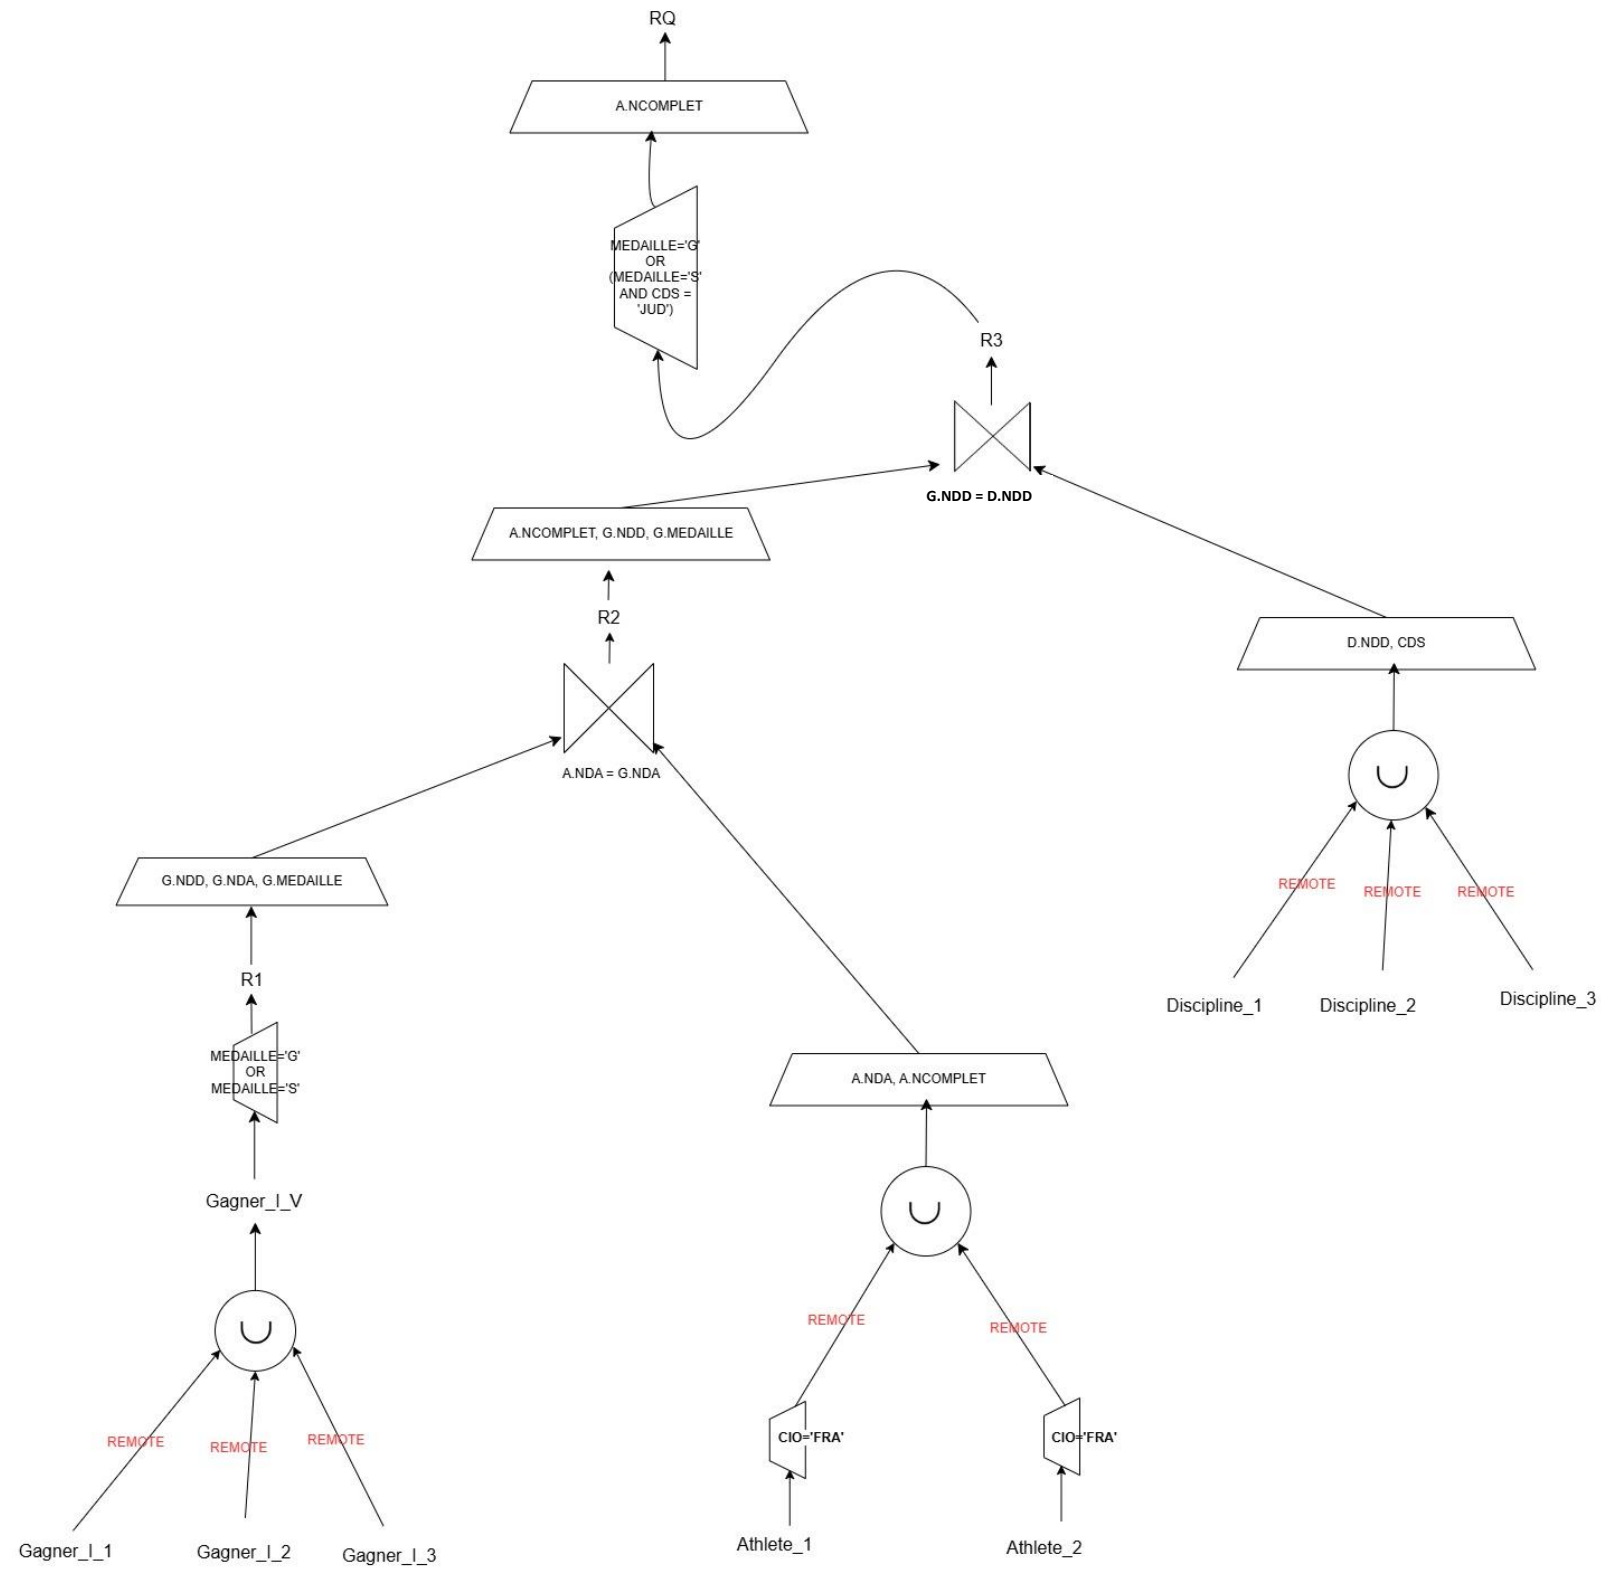 RQ
A.NCOMPLET
MEDAILLE='G'
OR
(MEDAILLE='S'
AND CDS =
'JUD')
R3
G.NDD = D.NDD
A.NCOMPLET, G.NDD, G.MEDAILLE
R2
D.NDD, CDS
A.NDA = G.NDA
REMOTE
REMOTE
REMOTE
Discipline_1
Discipline_2
Discipline_3
G.NDD, G.NDA, G.MEDAILLE
R1
MEDAILLE='G'
OR
MEDAILLE='S'
A.NDA, A.NCOMPLET
Gagner_I_V
REMOTE
REMOTE
REMOTE
REMOTE
REMOTE
CIO='FRA'
CIO='FRA'
Gagner_I_1
Gagner_I_2
Gagner_I_3
Athlete_1
Athlete_2